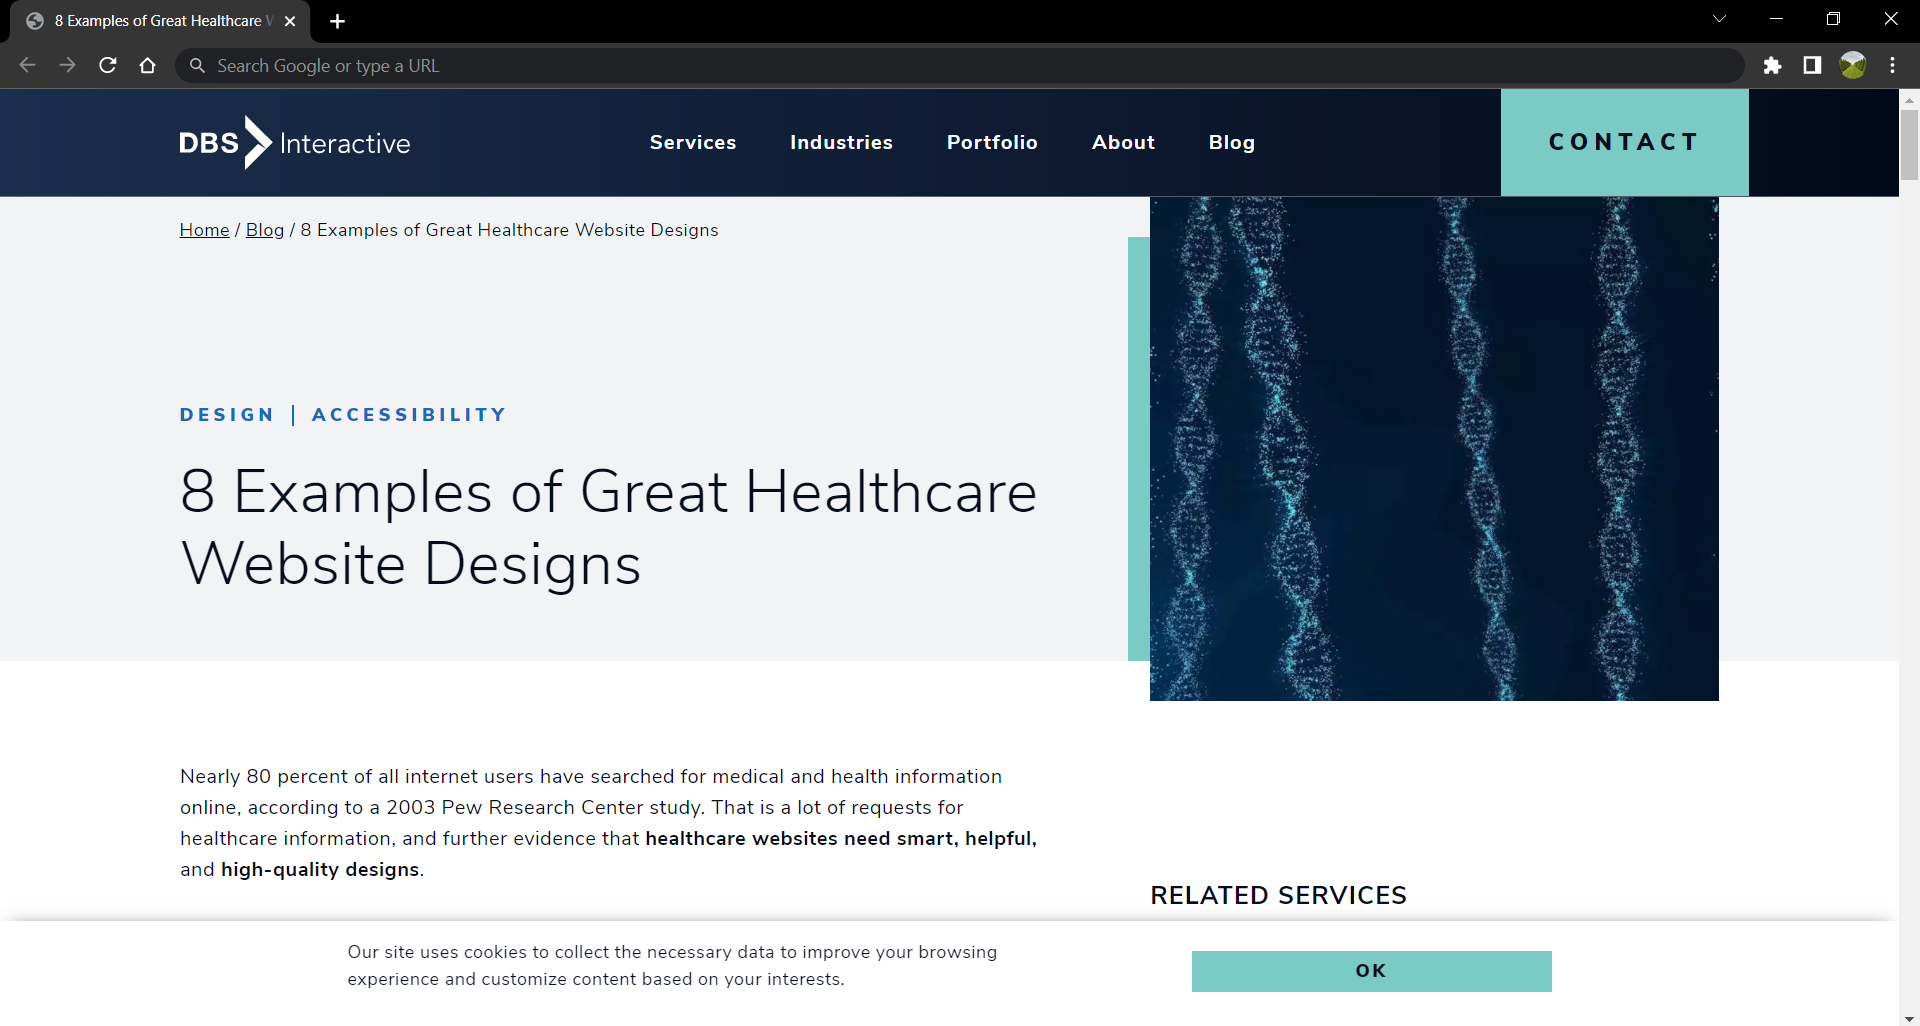 8 Examples of Great Healthcare
Search Google or type a URL
DBS Interactive
Services
Industries
Portfolio
About
Blog
CONTACT
Home / Blog / 8 Examples of Great Healthcare Website Designs
DESIGN | ACCESSIBILITY
8 Examples of Great Healthcare
Website Designs
Nearly 80 percent of all internet users have searched for medical and health information
online, according to a 2003 Pew Research Center study. That is a lot of requests for
healthcare information, and further evidence that healthcare websites need smart, helpful,
and high-quality designs.
RELATED SERVICES
Our site uses cookies to collect the necessary data to improve your browsing
experience and customize content based on your interests.
OK